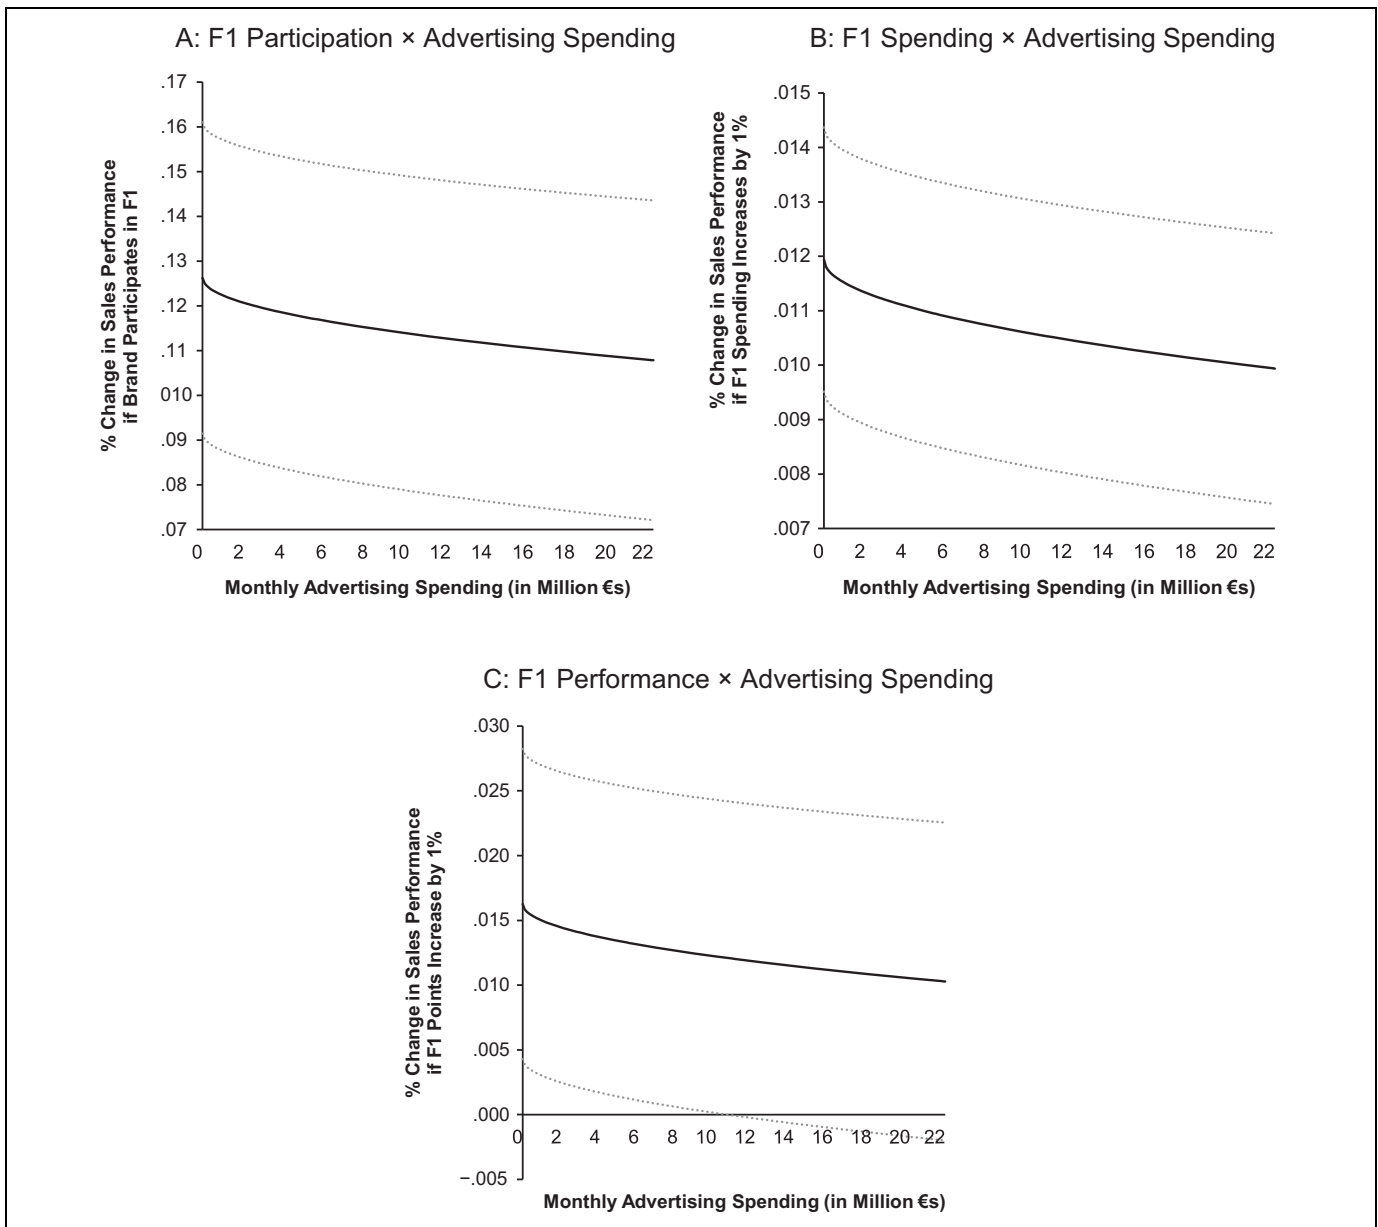 A: F1 Participation × Advertising Spending
% Change in Sales Performance
if Brand Participates in F1
.17
.16
.15
.14
.13
.12
.11
010
.09
.08
.07
0 2 4 6 8 10 12 14 16 18 20 22
Monthly Advertising Spending (in Million €s)
B: F1 Spending × Advertising Spending
% Change in Sales Performance
if F1 Spending Increases by 1%
.015
.014
.013
.012
.011
.010
.009
.008
.007
0 2 4 6 8 10 12 14 16 18 20 22
Monthly Advertising Spending (in Million €s)
C: F1 Performance × Advertising Spending
% Change in Sales Performance
if F1 Points Increase by 1%
.030
.025
.020
.015
.010
.005
.000
0 2 4 6 8 10 12 14 16 18 20 22
−.005
Monthly Advertising Spending (in Million €s)